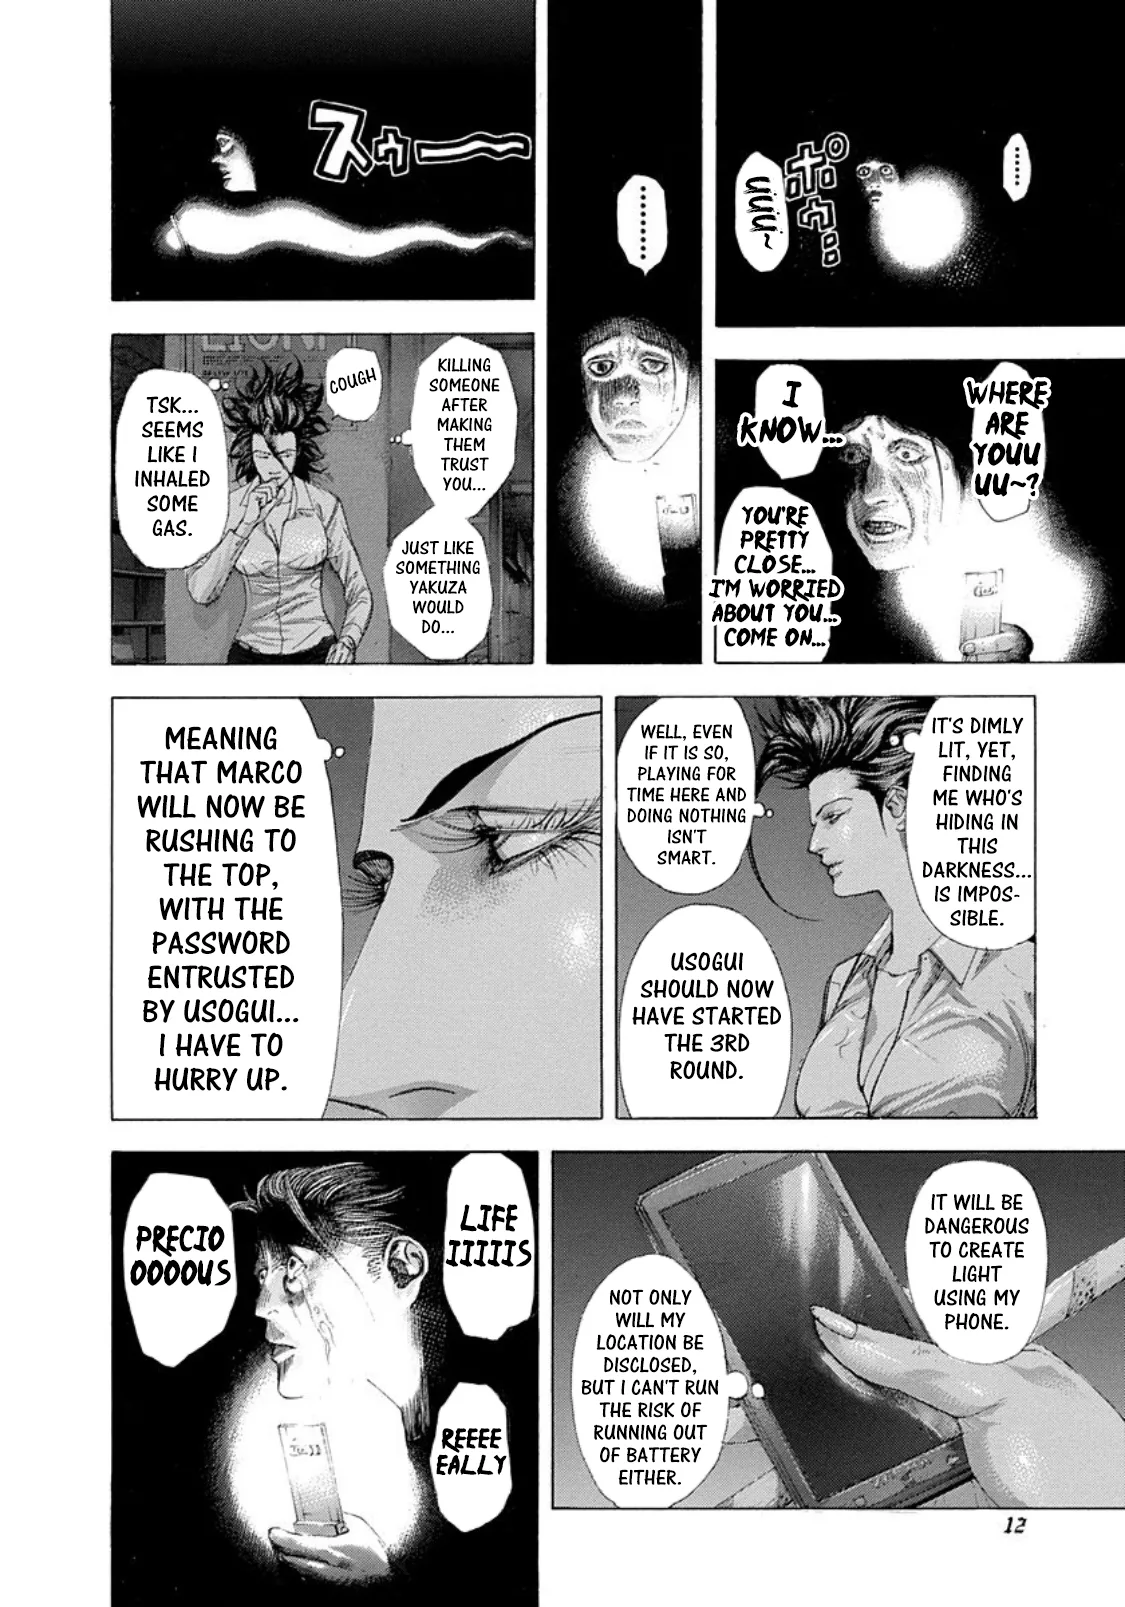 ………
ポゥ…
………
スゥーー
WHERE
ARE
YOUU
UU~?
I
KNOW...
YOU'RE
PRETTY
CLOSE...
I'M WORRIED
ABOUT YOU...
COME ON...
KILLING
SOMEONE
AFTER
MAKING
THEM
TRUST
YOU...
JUST LIKE
SOMETHING
YAKUZA
WOULD
DO...
COUGH
TSK...
SEEMS
LIKE I
INHALED
SOME
GAS.
IT'S DIMLY
LIT, YET,
FINDING
ME WHO'S
HIDING IN
THIS
DARKNESS...
IS IMPOS-
SIBLE.
WELL, EVEN
IF IT IS SO,
PLAYING FOR
TIME HERE AND
DOING NOTHING
ISN'T
SMART.
USOGUI
SHOULD NOW
HAVE STARTED
THE 3RD
ROUND.
MEANING
THAT MARCO
WILL NOW BE
RUSHING TO
THE TOP,
WITH THE
PASSWORD
ENTRUSTED
BY USOGUI...
I HAVE TO
HURRY UP.
IT WILL BE
DANGEROUS
TO CREATE
LIGHT
USING MY
PHONE.
NOT ONLY
WILL MY
LOCATION BE
DISCLOSED,
BUT I CAN'T RUN
THE RISK OF
RUNNING OUT
OF BATTERY
EITHER.
LIFE
IIIIIIS
REEEE
EALLY
PRECIO
OOOOUS
12